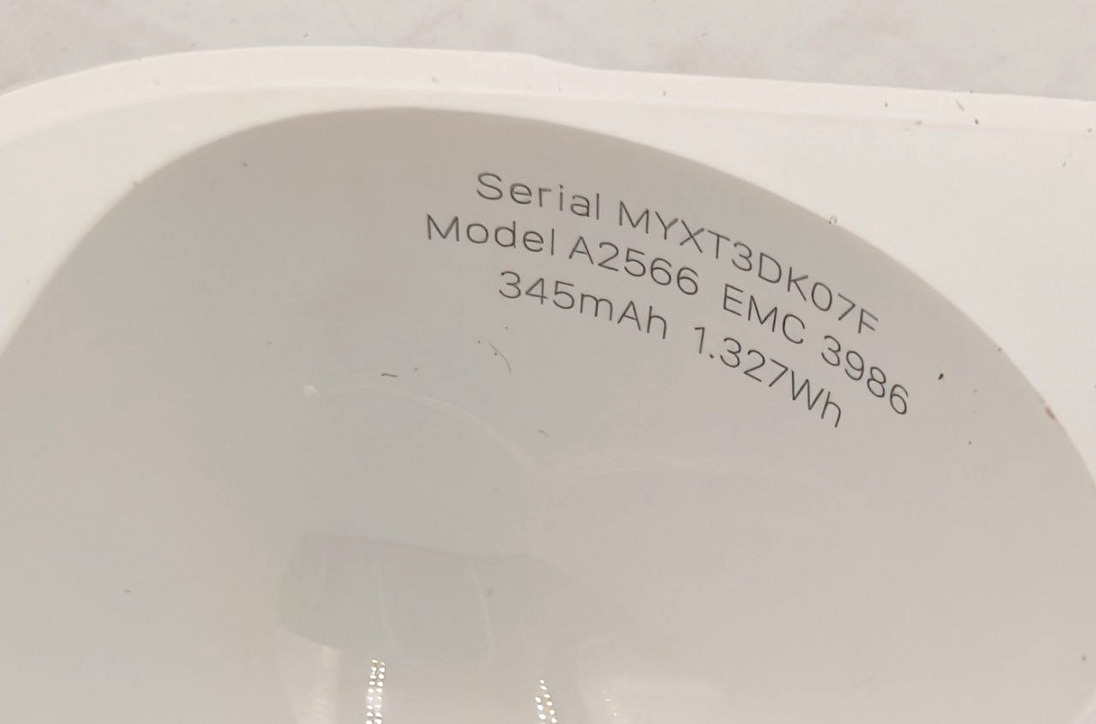 Serial MYXT3DK07F
Model A2566 EMC 3986
345mAh 1.327Wh